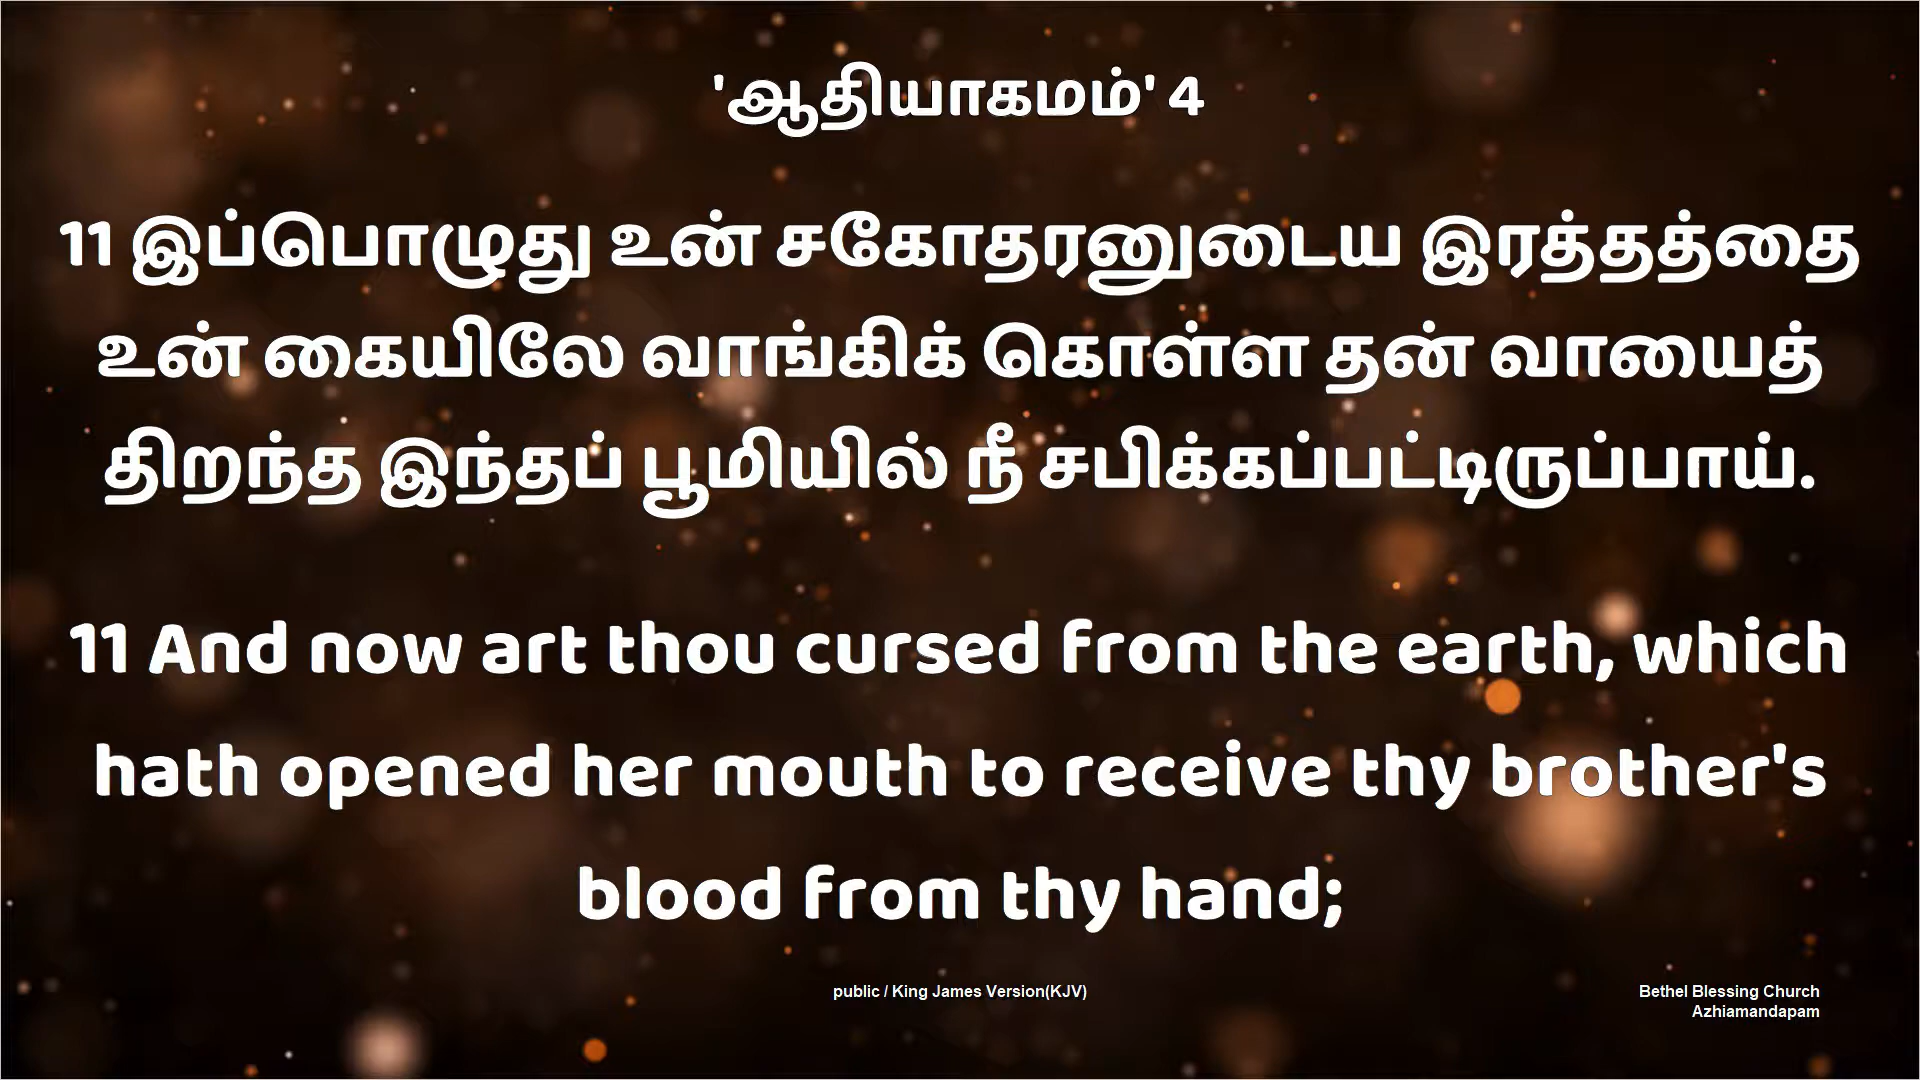 'ஆதியாகமம்' 4
11 இப்பொழுது உன் சகோதரனுடைய இரத்தத்தை
உன் கையிலே வாங்கிக் கொள்ள தன் வாயைத்
திறந்த இந்தப் பூமியில் நீ சபிக்கப்பட்டிருப்பாய்.
11 And now art thou cursed from the earth, which
hath opened her mouth to receive thy brother's
blood from thy hand;
public / King James Version(KJV)
Bethel Blessing Church
Azhiamandapam